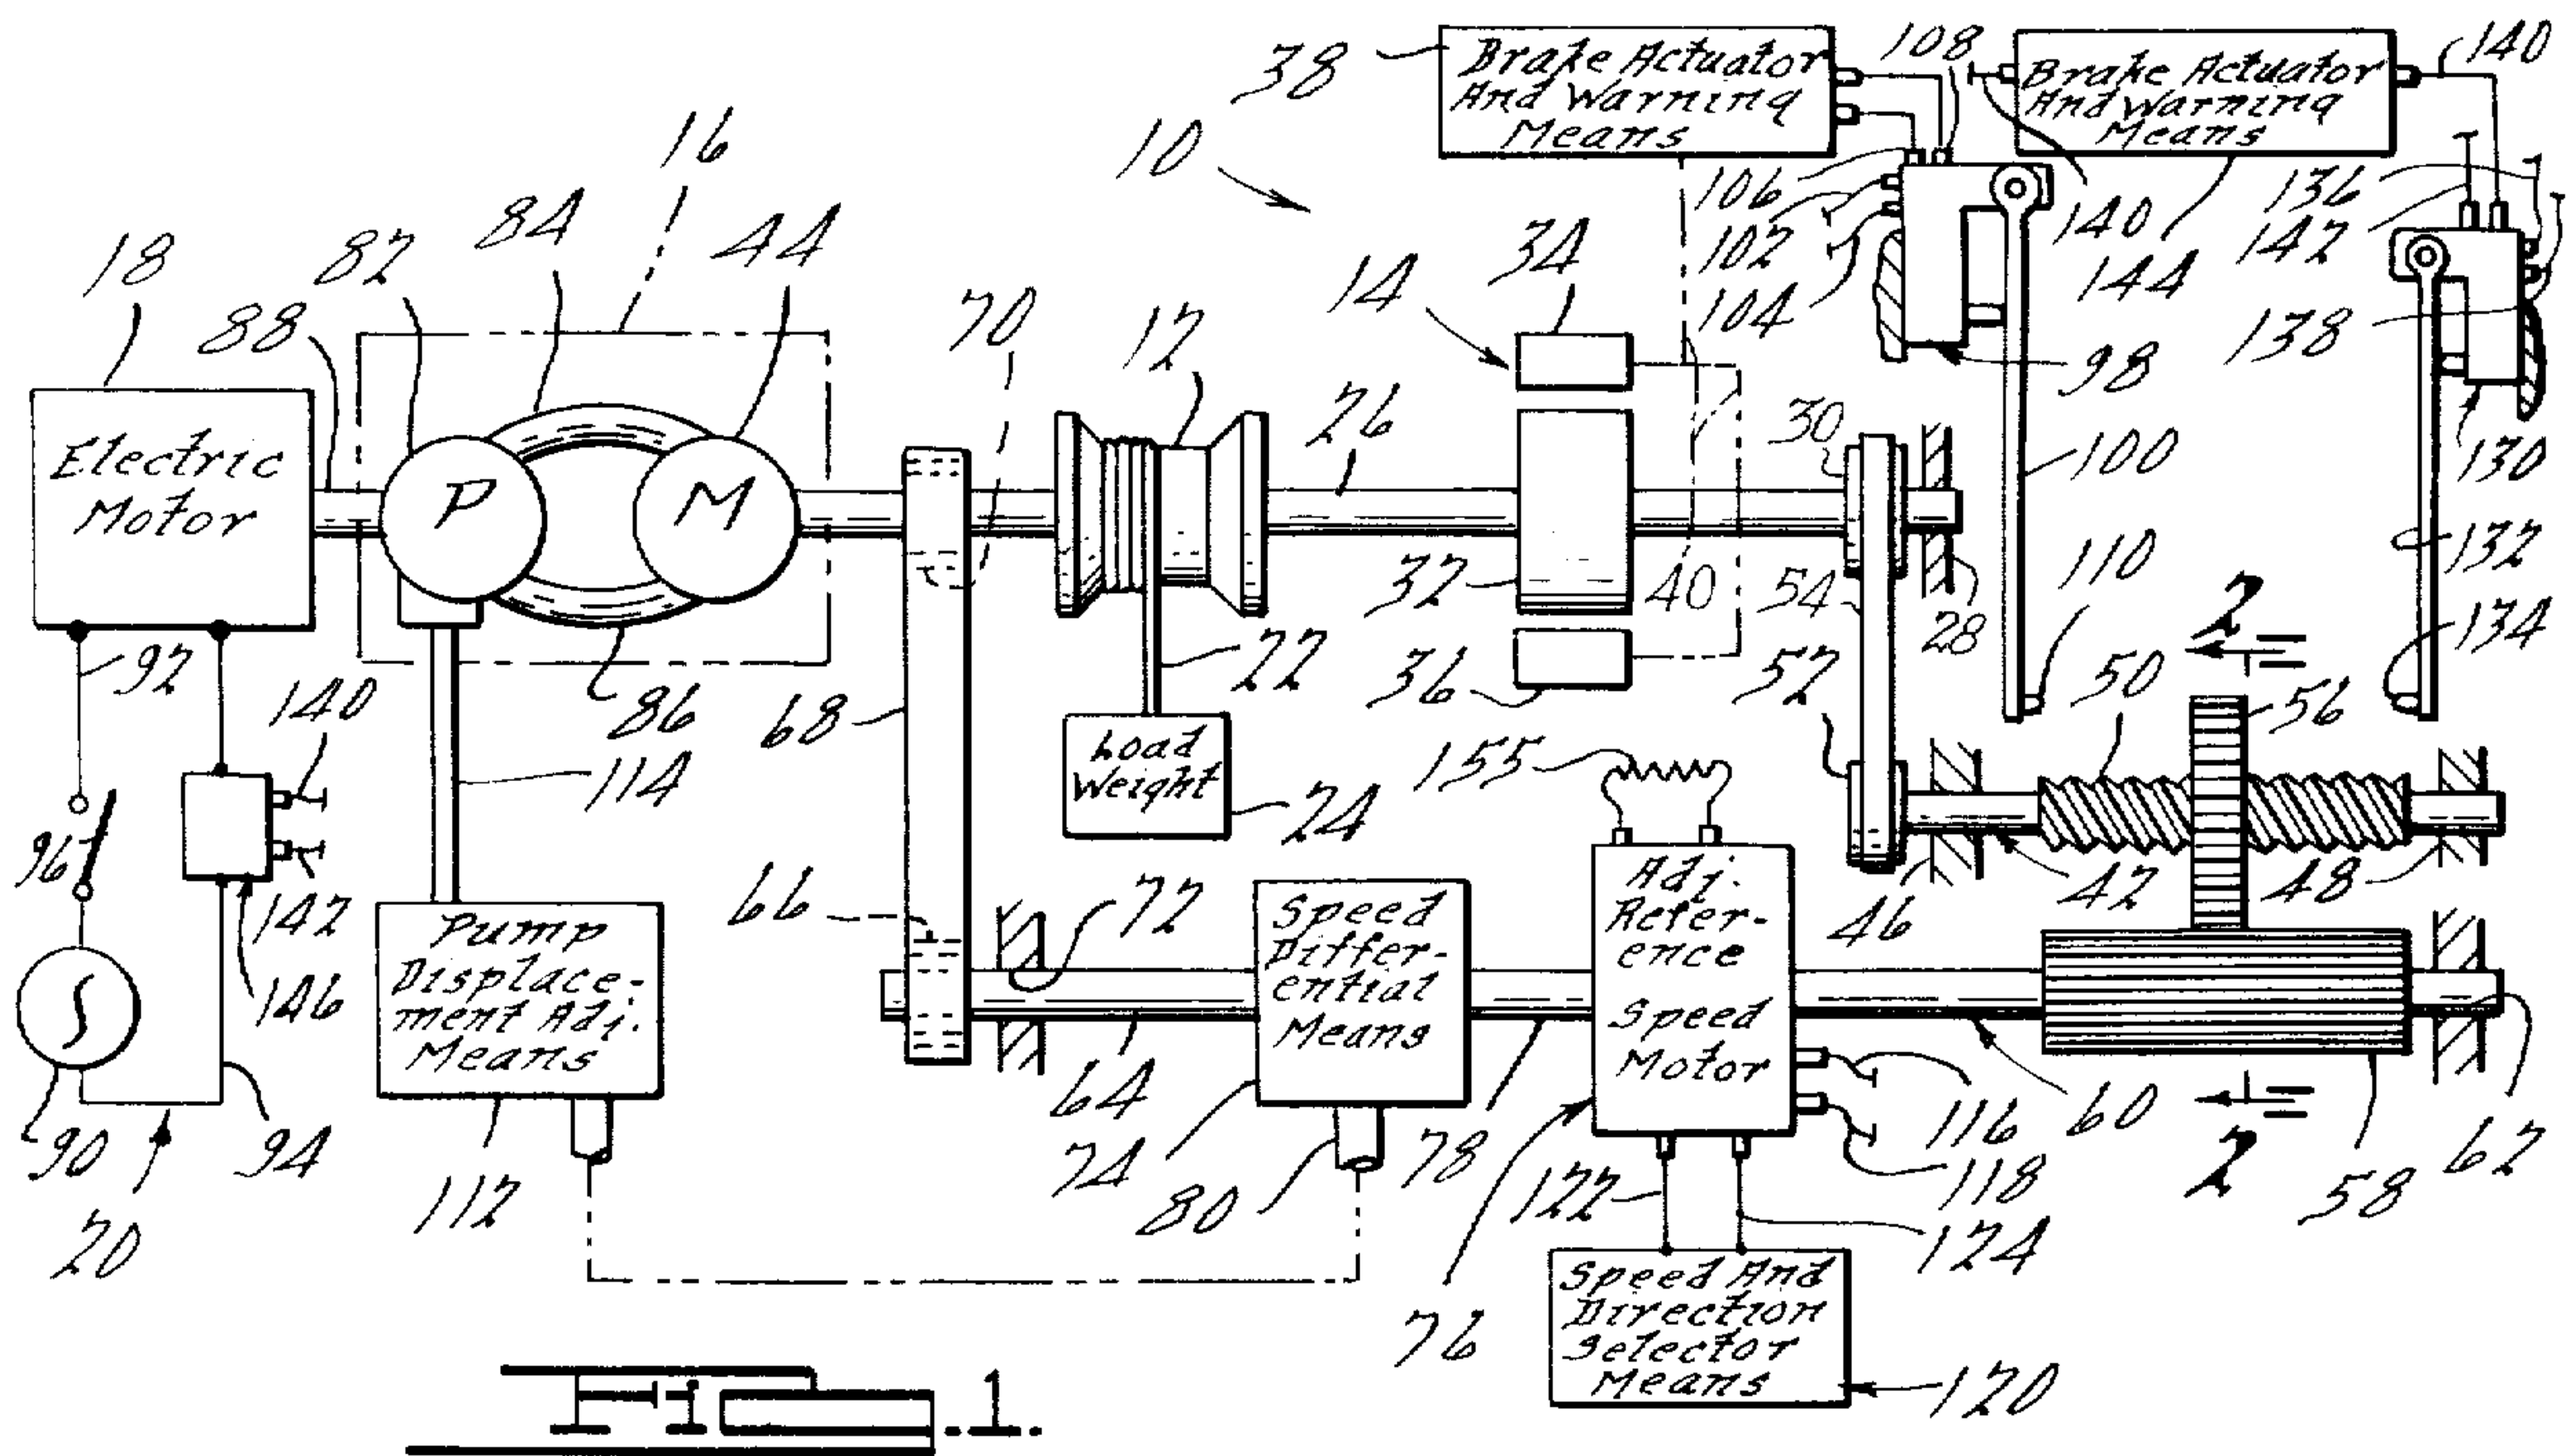 38
Brake Actuator
And Warning
Means
108
Brake Actuator
And Warning
Means
140
16
10
106
102
104
140
144
136
142
138
18
82
84
44
88
70
12
14
34
26
98
130
Electric
Motor
P
M
30
100
32
40
54
28
110
132
134
2
92
86
68
22
36
52
50
56
140
114
Load
Weight
24
155
96
142
146
66
72
46
42
48
Pump
Displace-
ment Adj.
Means
Speed
Differ-
ential
Means
Adj.
Refer-
ence
Speed
Motor
S
90
94
20
112
64
74
80
78
76
122
124
116
118
60
2
58
62
Speed And
Direction
Selector
Means
120
Fig-1.